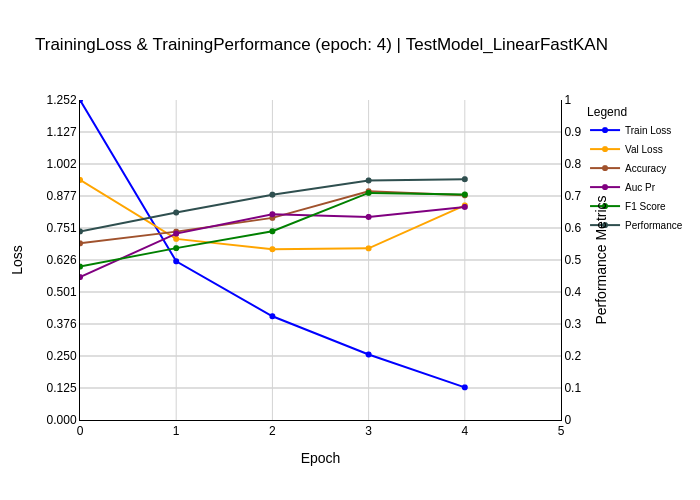 TrainingLoss & TrainingPerformance (epoch: 4) | TestModel_LinearFastKAN
1.252
1.127
1.002
0.877
0.751
0.626
0.501
0.376
0.250
0.125
0.000
Loss
0 1 2 3 4 5
Epoch
1
0.9
0.8
0.7
0.6
0.5
0.4
0.3
0.2
0.1
0
Performance Metrics
Legend
Train Loss
Val Loss
Accuracy
Auc Pr
F1 Score
Performance